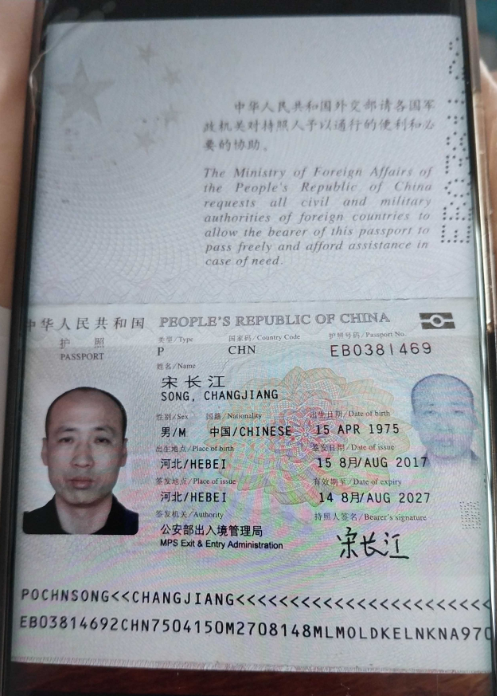 中华人民共和国外交部请各国军
政机关对持照人予以通行的便利和必
要的协助。
The Ministry of Foreign Affairs of
the People's Republic of China
requests all civil and military
authorities of foreign countries to
allow the bearer of this passport to
pass freely and afford assistance in
case of need.
中华人民共和国 PEOPLE'S REPUBLIC OF CHINA
护照
PASSPORT
类型/Type 国家码/Country Code 护照号码/Passport No.
P CHN EB0381469
姓名/Name
宋长江
SONG, CHANGJIANG
性别/Sex 国籍/Nationality 出生日期/Date of birth
男/M 中国/CHINESE 15 APR 1975
出生地点/Place of birth 签发日期/Date of issue
河北/HEBEI 15 8月/AUG 2017
签发地点/Place of issue 有效期至/Date of expiry
河北/HEBEI 14 8月/AUG 2027
签发机关/Authority 持照人签名/Bearer's signature
公安部出入境管理局
MPS Exit & Entry Administration
宋长江
POCHNSONG<<CHANGJIANG<<<<<<<<<<<<<<<<<<<<<<
EB03814692CHN7504150M2708148MLMOLDKELNKNA970